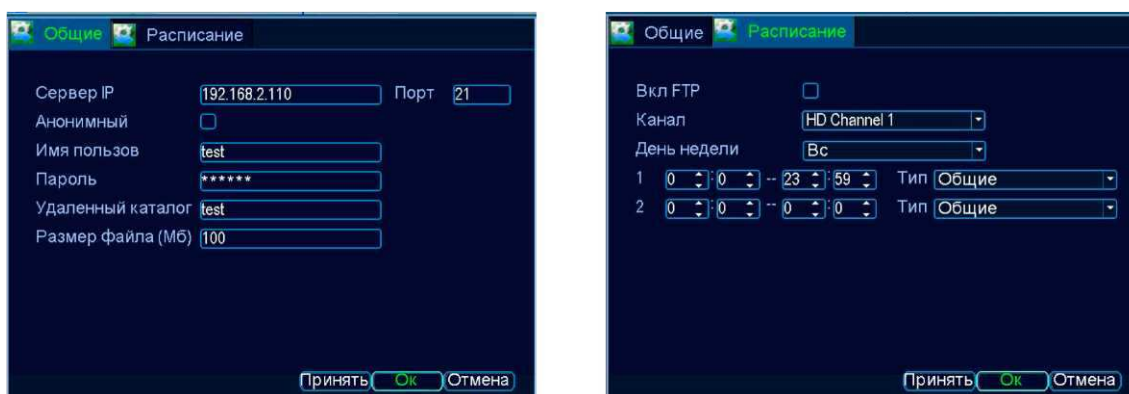 Общие Расписание
Сервер IP 192.168.2.110 Порт 21
Анонимный
Имя пользов test
Пароль ******
Удаленный каталог test
Размер файла (Мб) 100
Принять Ок Отмена
Общие Расписание
Вкл FTP
Канал HD Channel 1
День недели Вс
1 0 : 0 -- 23 : 59 Тип Общие
2 0 : 0 -- 0 : 0 Тип Общие
Принять Ок Отмена